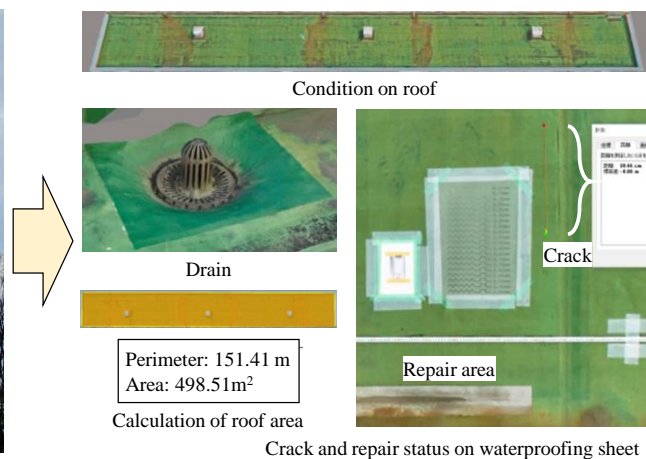 Condition on roof
Drain
Perimeter: 151.41 m
Area: 498.51m²
Calculation of roof area
Crack
Repair area
Crack and repair status on waterproofing sheet